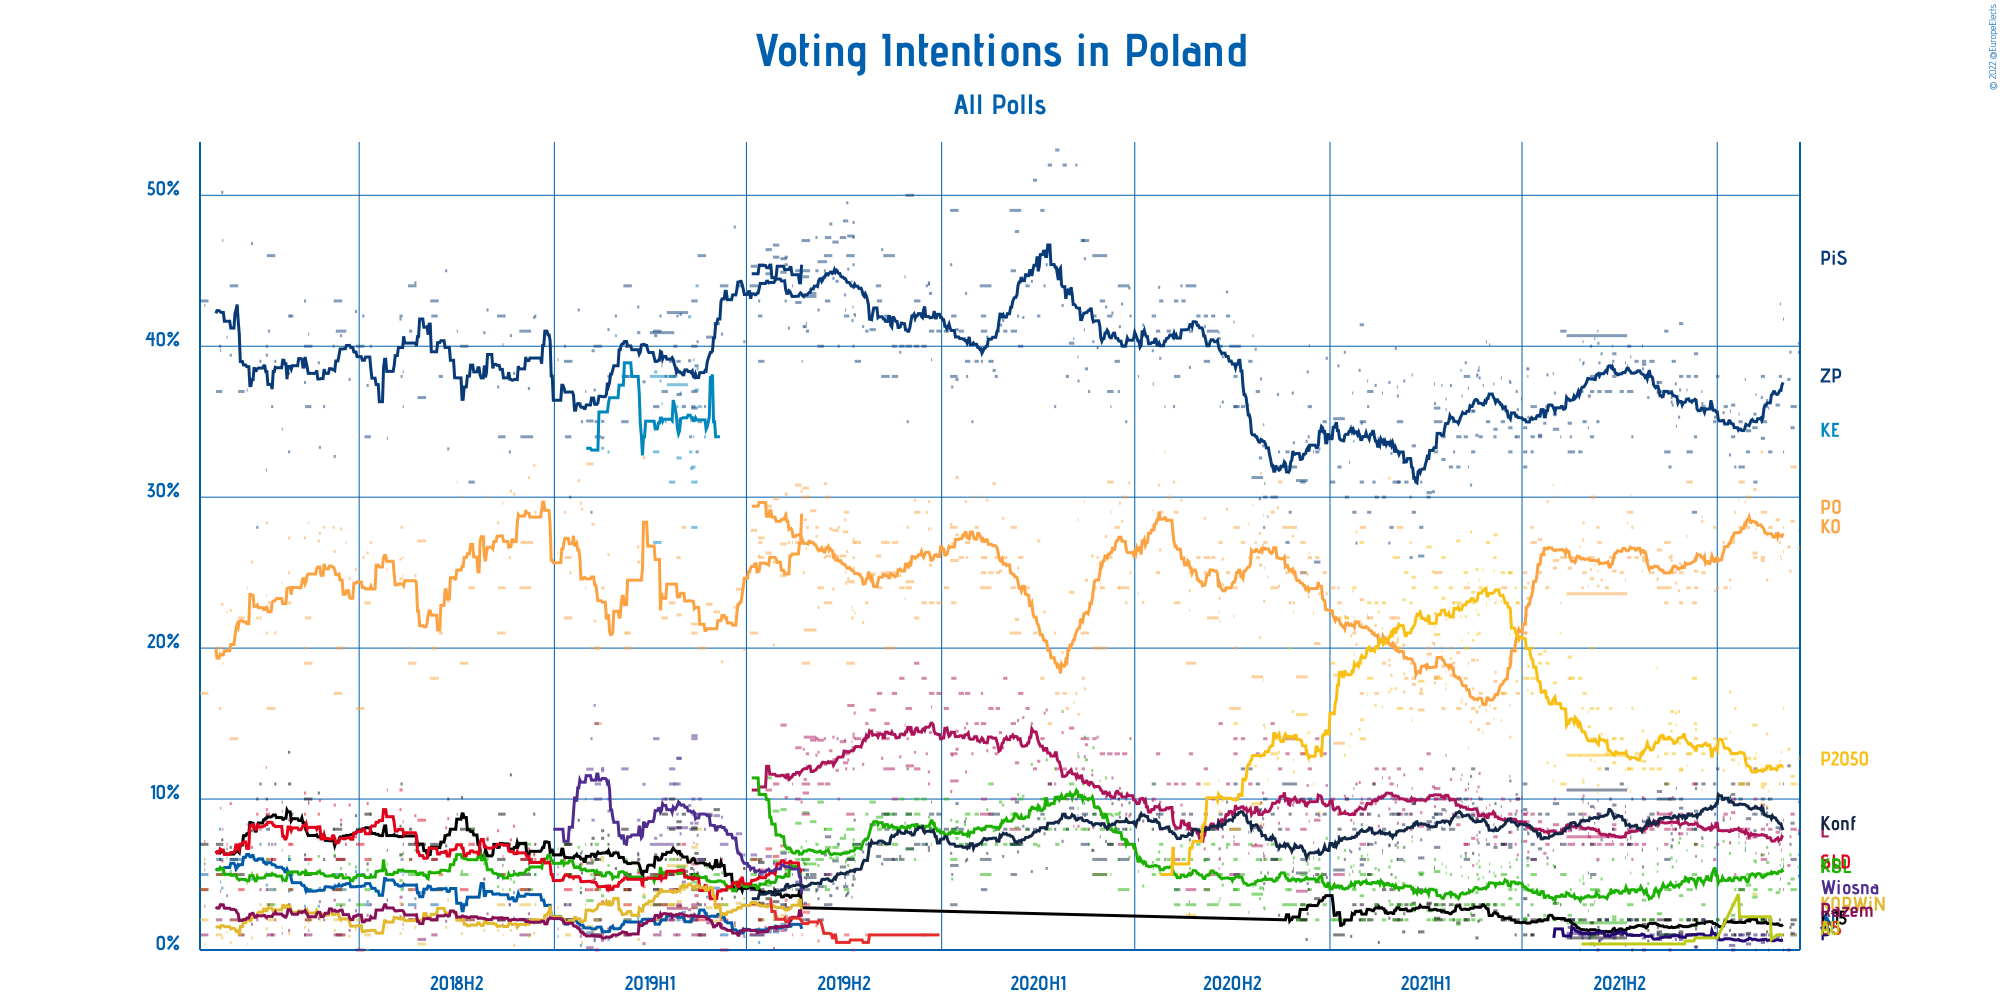 © 2022 @EuropeElects
Voting Intentions in Poland
All Polls
50%
40%
30%
20%
10%
0%
PiS
ZP
KE
PO
KO
P2050
Konf
L
SLD
PSL
Wiosna
KORWiN
Razem
K15
2018H2
2019H1
2019H2
2020H1
2020H2
2021H1
2021H2